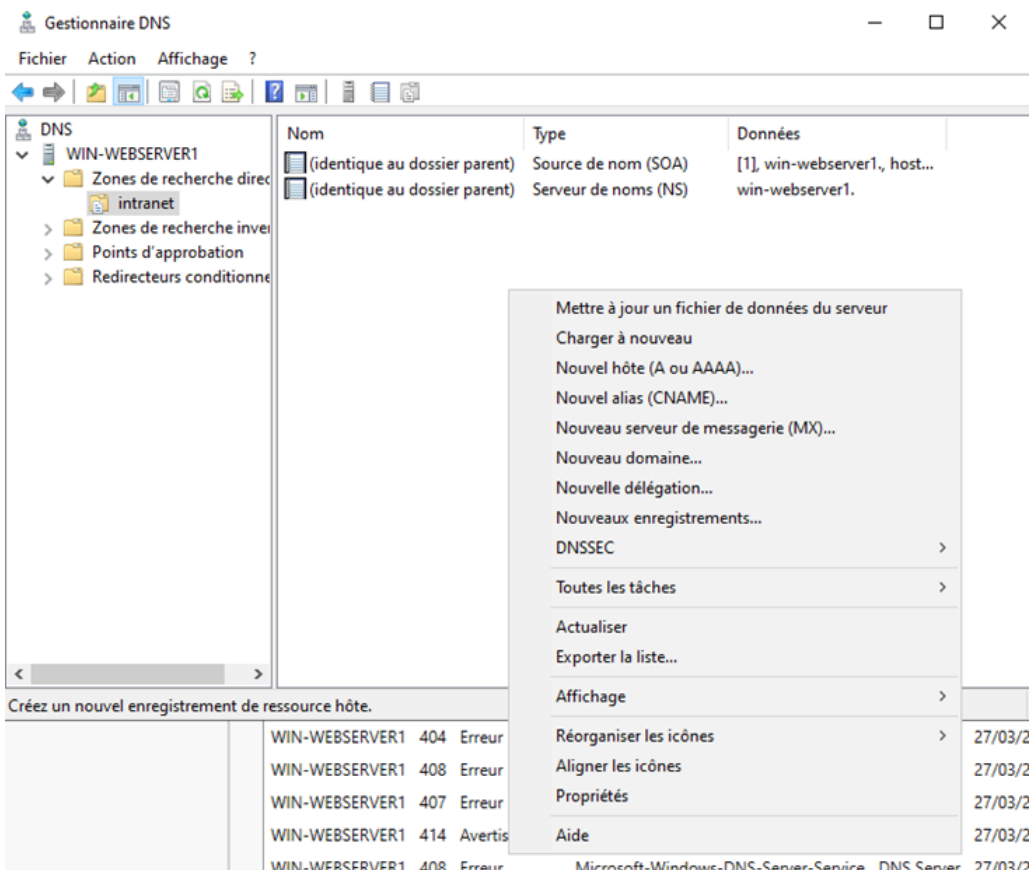 Gestionnaire DNS
Fichier Action Affichage ?
DNS
WIN-WEBSERVER1
Zones de recherche direc
intranet
Zones de recherche inve
Points d'approbation
Redirecteurs conditionne
Nom Type Données
(identique au dossier parent) Source de nom (SOA) [1], win-webserver1., host...
(identique au dossier parent) Serveur de noms (NS) win-webserver1.
Mettre à jour un fichier de données du serveur
Charger à nouveau
Nouvel hôte (A ou AAAA)...
Nouvel alias (CNAME)...
Nouveau serveur de messagerie (MX)...
Nouveau domaine...
Nouvelle délégation...
Nouveaux enregistrements...
DNSSEC
Toutes les tâches
Actualiser
Exporter la liste...
Affichage
Réorganiser les icônes
Aligner les icônes
Propriétés
Aide
Créez un nouvel enregistrement de ressource hôte.
WIN-WEBSERVER1 404 Erreur 27/03/2
WIN-WEBSERVER1 408 Erreur 27/03/2
WIN-WEBSERVER1 407 Erreur 27/03/2
WIN-WEBSERVER1 414 Avertis 27/03/2
WIN-WEBSERVER1 408 Erreur Microsoft-Windows-DNS-Server-Service DNS Server 27/03/2